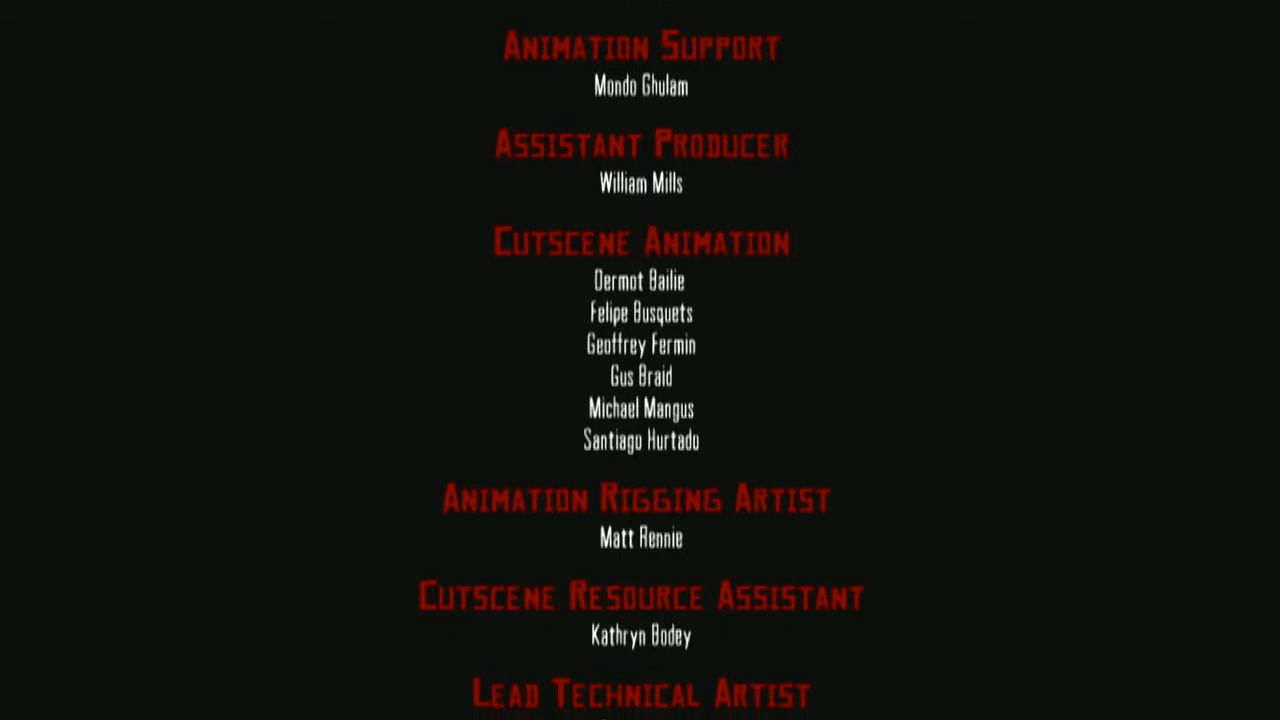 Animation Support
Mondo Ghulam
Assistant Producer
William Mills
Cutscene Animation
Dermot Bailie
Felipe Busquets
Geoffrey Fermin
Gus Braid
Michael Mangus
Santiago Hurtado
Animation Rigging Artist
Matt Rennie
Cutscene Resource Assistant
Kathryn Bodey
Lead Technical Artist